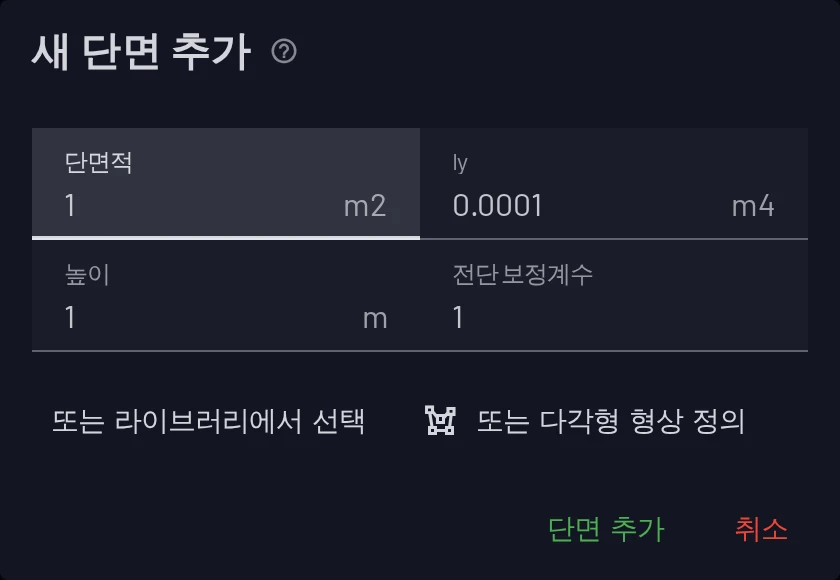 새 단면 추가
단면적
1 m2
Iy
0.0001 m4
높이
1 m
전단 보정계수
1
또는 라이브러리에서 선택
또는 다각형 형상 정의
단면 추가
취소